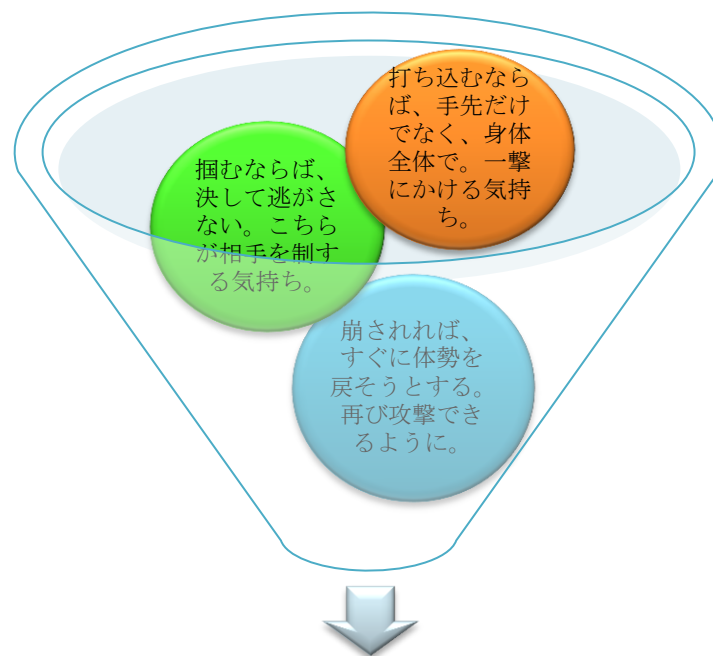 打ち込むなら
ば、手先だけ
でなく、身体
全体で。一撃
にかける気持
ち。
掴むならば、
決して逃がさ
ない。こちら
が相手を制す
る気持ち。
崩されれば、
すぐに体勢を
戻そうとする。
再び攻撃でき
るように。